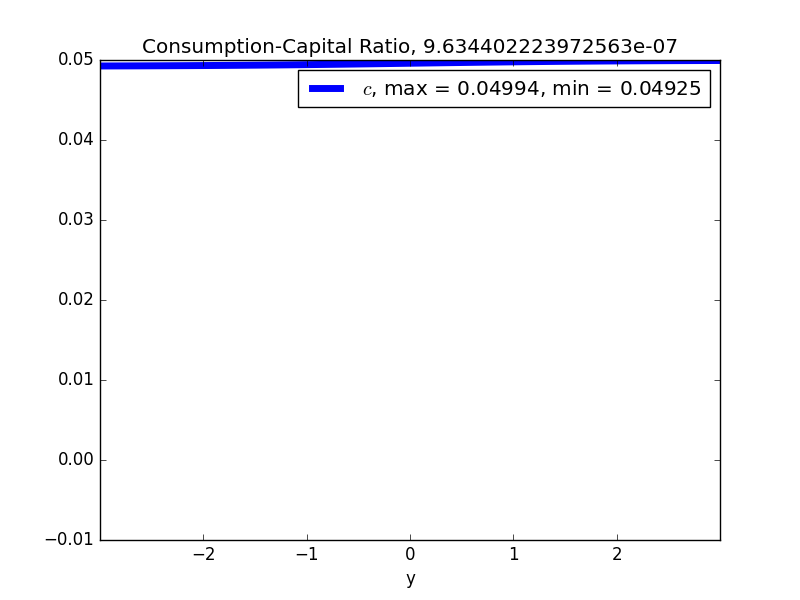 Consumption-Capital Ratio, 9.634402223972563e-07
0.05
c, max = 0.04994, min = 0.04925
0.04
0.03
0.02
0.01
0.00
−0.01
−2 −1 0 1 2
y